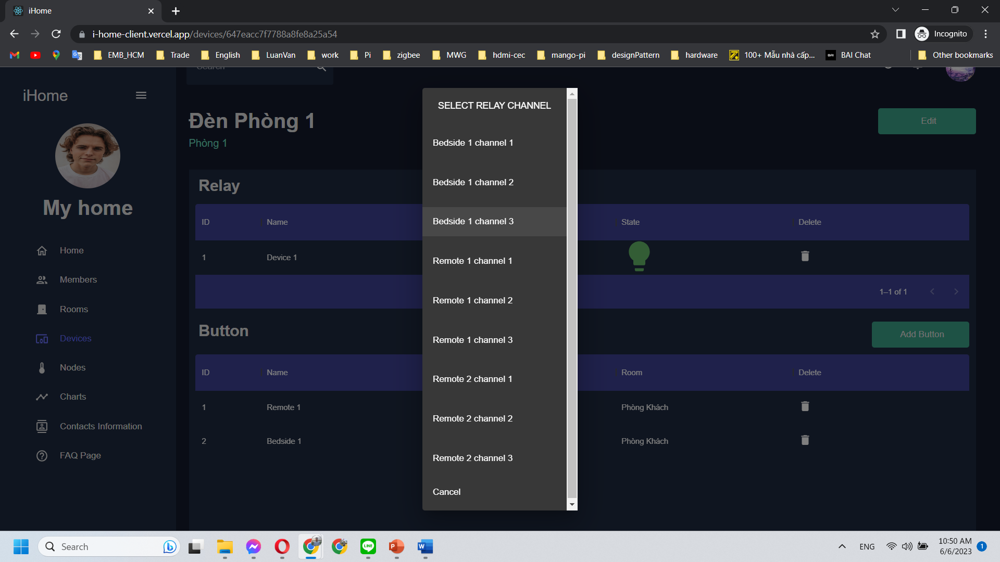 iHome
i-home-client.vercel.app/devices/647eacc7f7788a8fe8a25a54
Incognito
EMB_HCM
Trade
English
LuanVan
work
Pi
zigbee
MWG
hdmi-cec
mango-pi
designPattern
hardware
100+ Mẫu nhà cấp...
BAI Chat
Other bookmarks
Search
iHome
My home
Home
Members
Rooms
Devices
Nodes
Charts
Contacts Information
FAQ Page
Đèn Phòng 1
Phòng 1
Edit
Relay
ID Name State Delete
1 Device 1
1–1 of 1
Button
Add Button
ID Name Room Delete
1 Remote 1 Phòng Khách
2 Bedside 1 Phòng Khách
SELECT RELAY CHANNEL
Bedside 1 channel 1
Bedside 1 channel 2
Bedside 1 channel 3
Remote 1 channel 1
Remote 1 channel 2
Remote 1 channel 3
Remote 2 channel 1
Remote 2 channel 2
Remote 2 channel 3
Cancel
Search
ENG
10:50 AM
6/6/2023
1